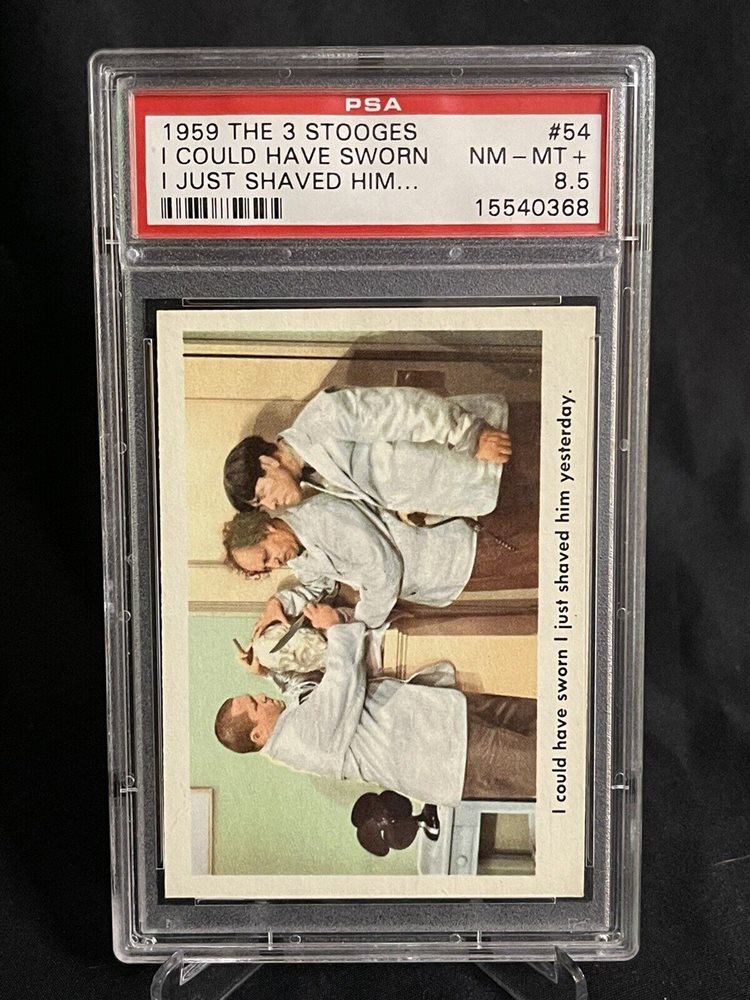 PSA
1959 THE 3 STOOGES #54
I COULD HAVE SWORN NM – MT +
I JUST SHAVED HIM... 8.5
15540368
I could have sworn I just shaved him yesterday.